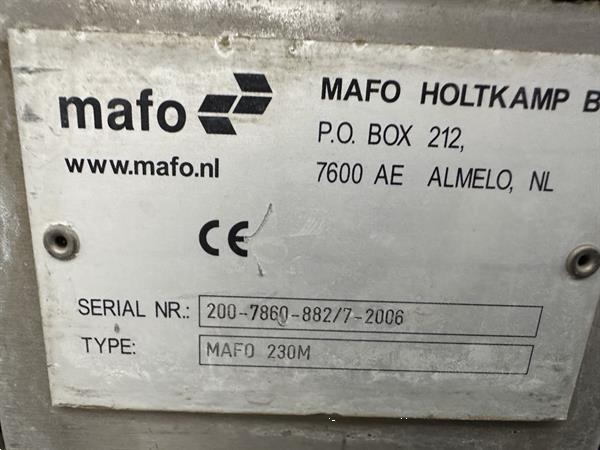 mafo
www.mafo.nl
MAFO HOLTKAMP B
P.O. BOX 212,
7600 AE ALMELO, NL
CE
SERIAL NR.: 200-7860-882/7-2006
TYPE: MAFO 230M